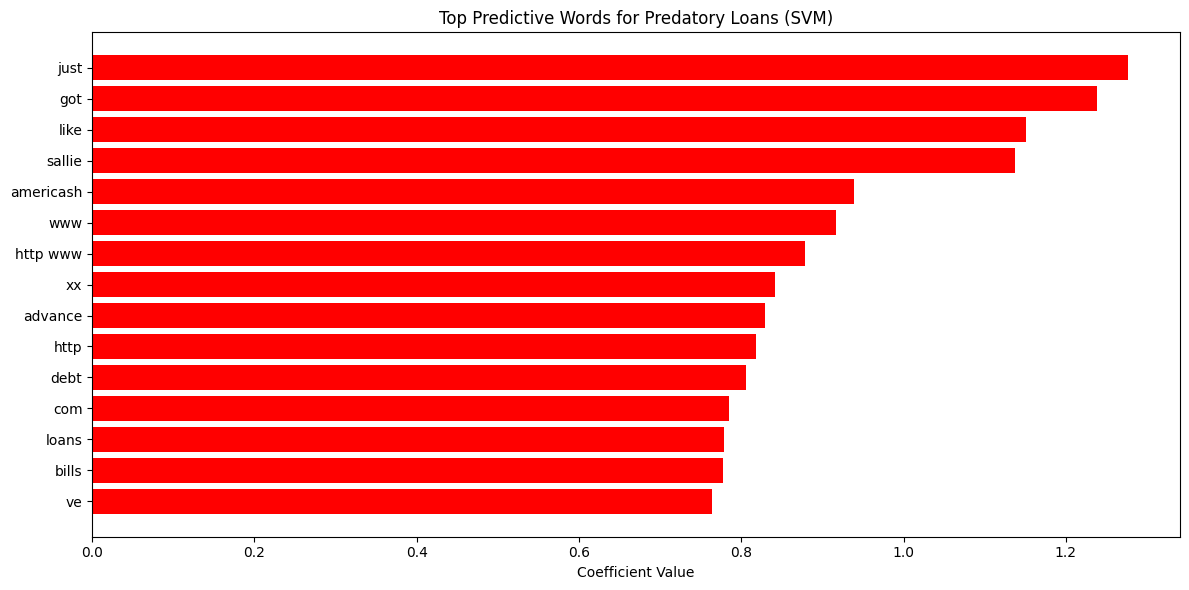 Top Predictive Words for Predatory Loans (SVM)
just
got
like
sallie
americash
www
http www
xx
advance
http
debt
com
loans
bills
ve
0.0 0.2 0.4 0.6 0.8 1.0 1.2
Coefficient Value